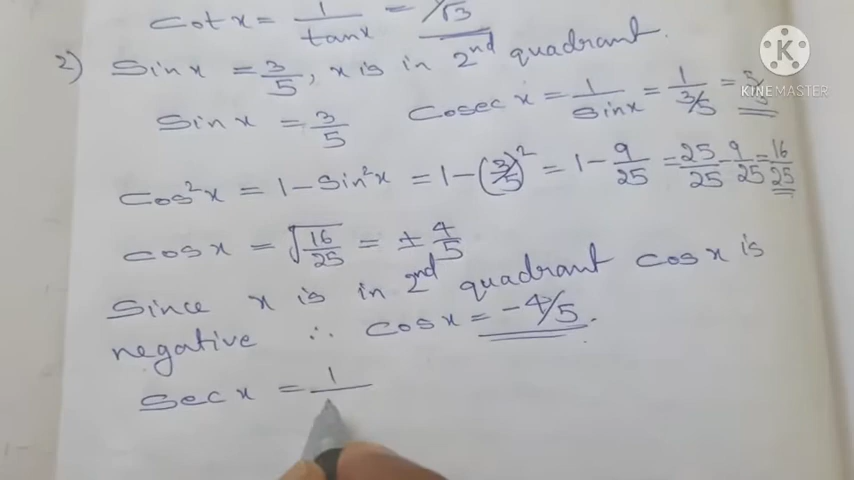 Cot x = 1/tan x = 1/√3
2) Sin x = 3/5, x is in 2nd quadrant.
Sin x = 3/5 Cosec x = 1/sin x = 1/3/5 = 5/3
Cos²x = 1 - Sin²x = 1 - (3/5)² = 1 - 9/25 = 25/25 - 9/25 = 16/25
Cos x = √16/25 = ± 4/5
Since x is in 2nd quadrant cos x is
negative ∴ Cos x = -4/5.
Sec x = 1
KINEMASTER